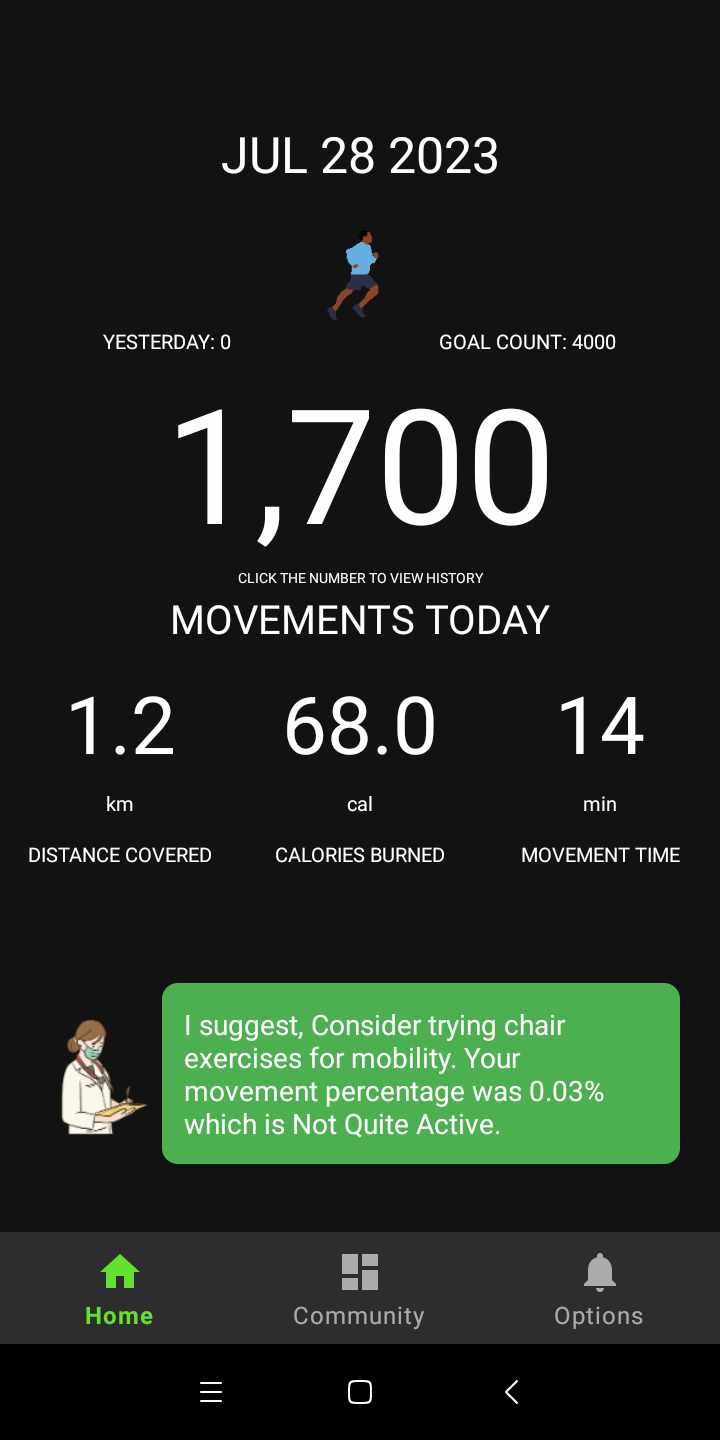 JUL 28 2023
YESTERDAY: 0
GOAL COUNT: 4000
1,700
CLICK THE NUMBER TO VIEW HISTORY
MOVEMENTS TODAY
1.2
68.0
14
km
cal
min
DISTANCE COVERED
CALORIES BURNED
MOVEMENT TIME
I suggest, Consider trying chair
exercises for mobility. Your
movement percentage was 0.03%
which is Not Quite Active.
Home
Community
Options